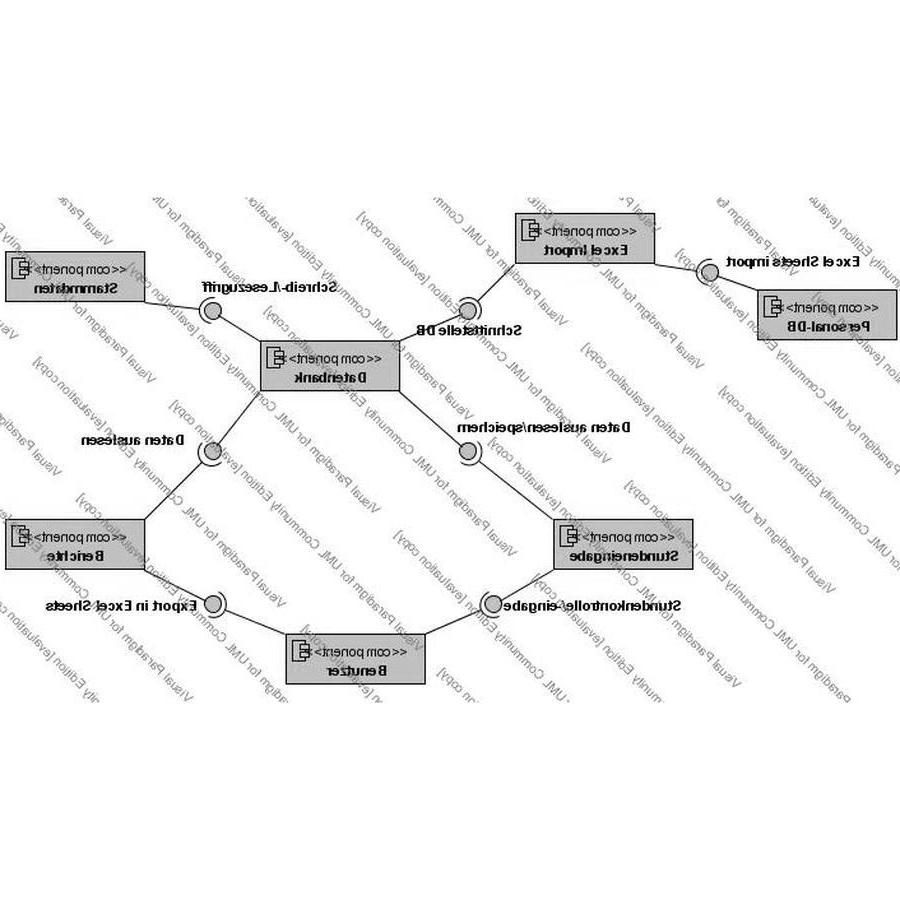 <<component>>
Excel Import
Excel Sheets import
<<component>>
Stammdaten
Schreib-/Lesezugriff
<<component>>
Personal-DB
Schnittstelle DB
<<component>>
Datenbank
Daten auslesen/speichern
Daten auslesen
<<component>>
Berichte
<<component>>
Stundeneingabe
Export in Excel Sheets
Stundenkontrolle/-eingabe
<<component>>
Benutzer
Visual Paradigm for UML Community Edition [evaluation copy]